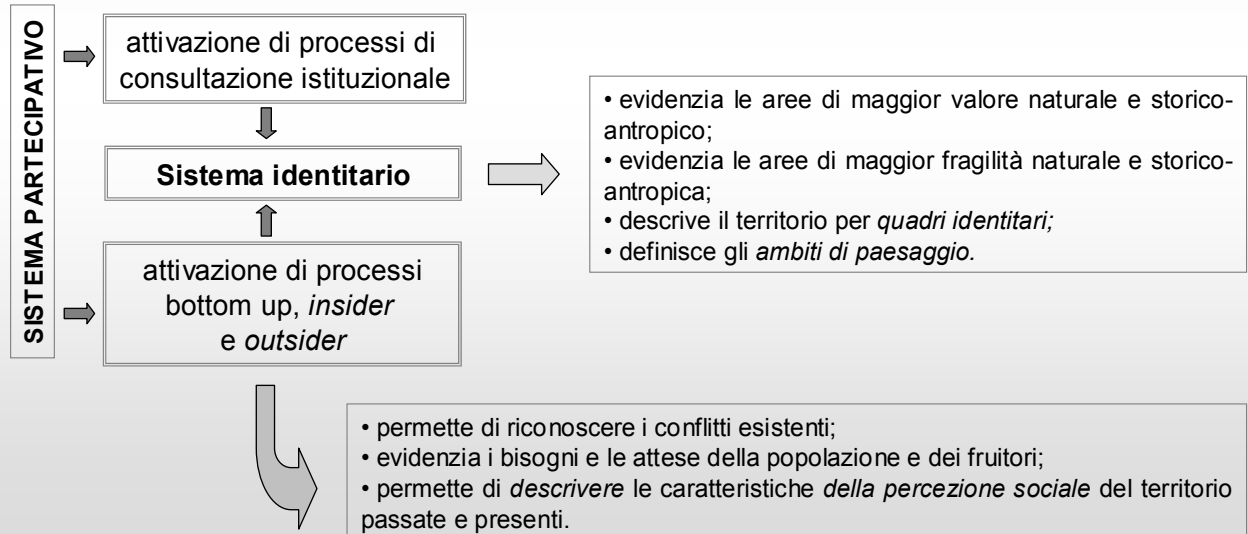 SISTEMA PARTECIPATIVO
attivazione di processi di
consultazione istituzionale
Sistema identitario
attivazione di processi
bottom up, insider
e outsider
• evidenzia le aree di maggior valore naturale e storico-
antropico;
• evidenzia le aree di maggior fragilità naturale e storico-
antropica;
• descrive il territorio per quadri identitari;
• definisce gli ambiti di paesaggio.
• permette di riconoscere i conflitti esistenti;
• evidenzia i bisogni e le attese della popolazione e dei fruitori;
• permette di descrivere le caratteristiche della percezione sociale del territorio
passate e presenti.